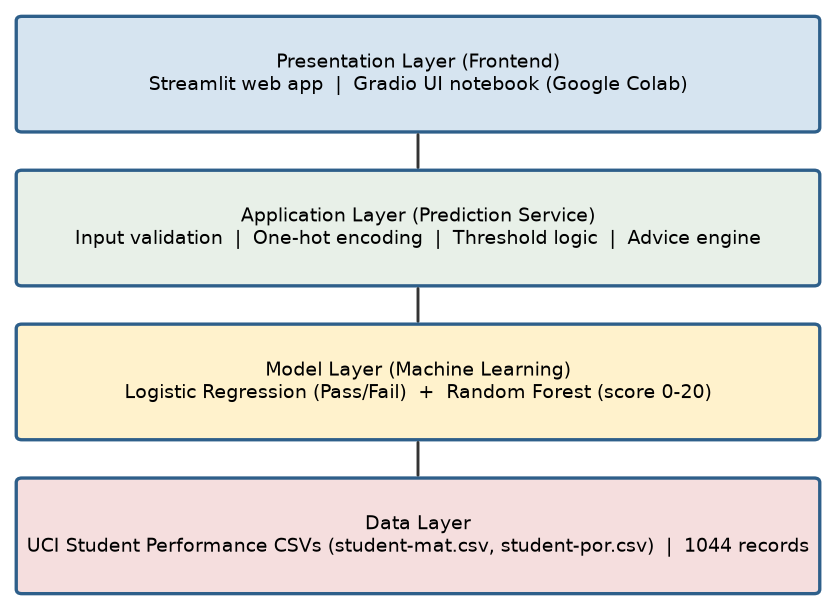 Presentation Layer (Frontend)
Streamlit web app | Gradio UI notebook (Google Colab)
Application Layer (Prediction Service)
Input validation | One-hot encoding | Threshold logic | Advice engine
Model Layer (Machine Learning)
Logistic Regression (Pass/Fail) + Random Forest (score 0-20)
Data Layer
UCI Student Performance CSVs (student-mat.csv, student-por.csv) | 1044 records